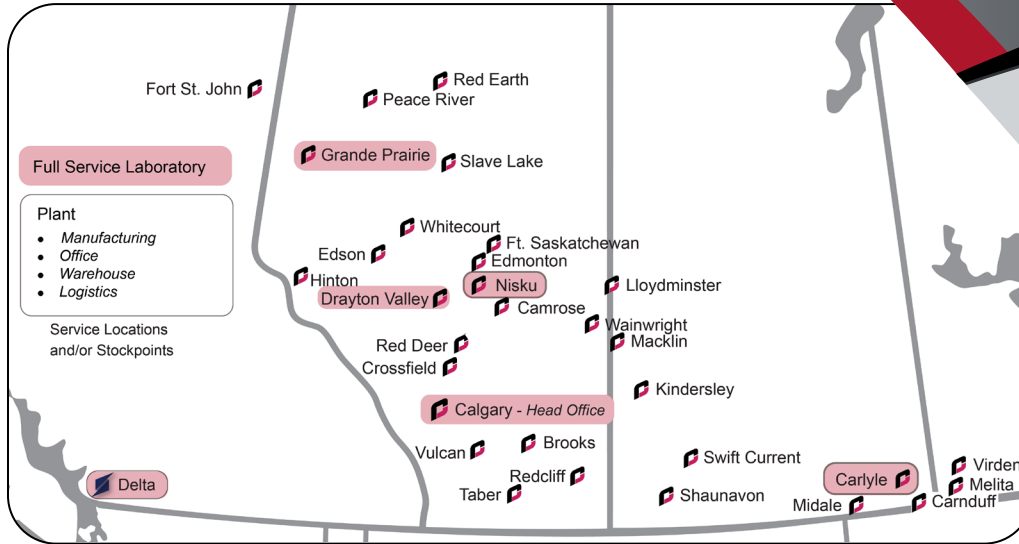 Fort St. John
Red Earth
Peace River
Full Service Laboratory
Grande Prairie
Slave Lake
Plant
• Manufacturing
• Office
• Warehouse
• Logistics
Service Locations
and/or Stockpoints
Whitecourt
Ft. Saskatchewan
Edson
Edmonton
Hinton
Nisku
Lloydminster
Drayton Valley
Camrose
Wainwright
Red Deer
Macklin
Crossfield
Kindersley
Calgary - Head Office
Vulcan
Brooks
Swift Current
Redcliff
Taber
Shaunavon
Delta
Carlyle
Virden
Melita
Midale
Carnduff